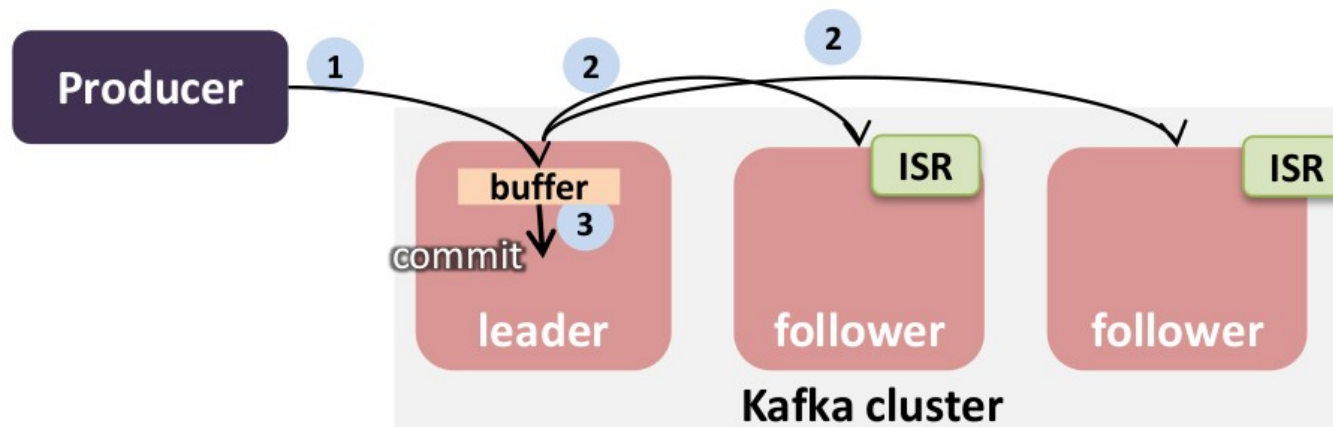 2
1
2
Producer
ISR
ISR
buffer
3
commit
leader
follower
follower
Kafka cluster